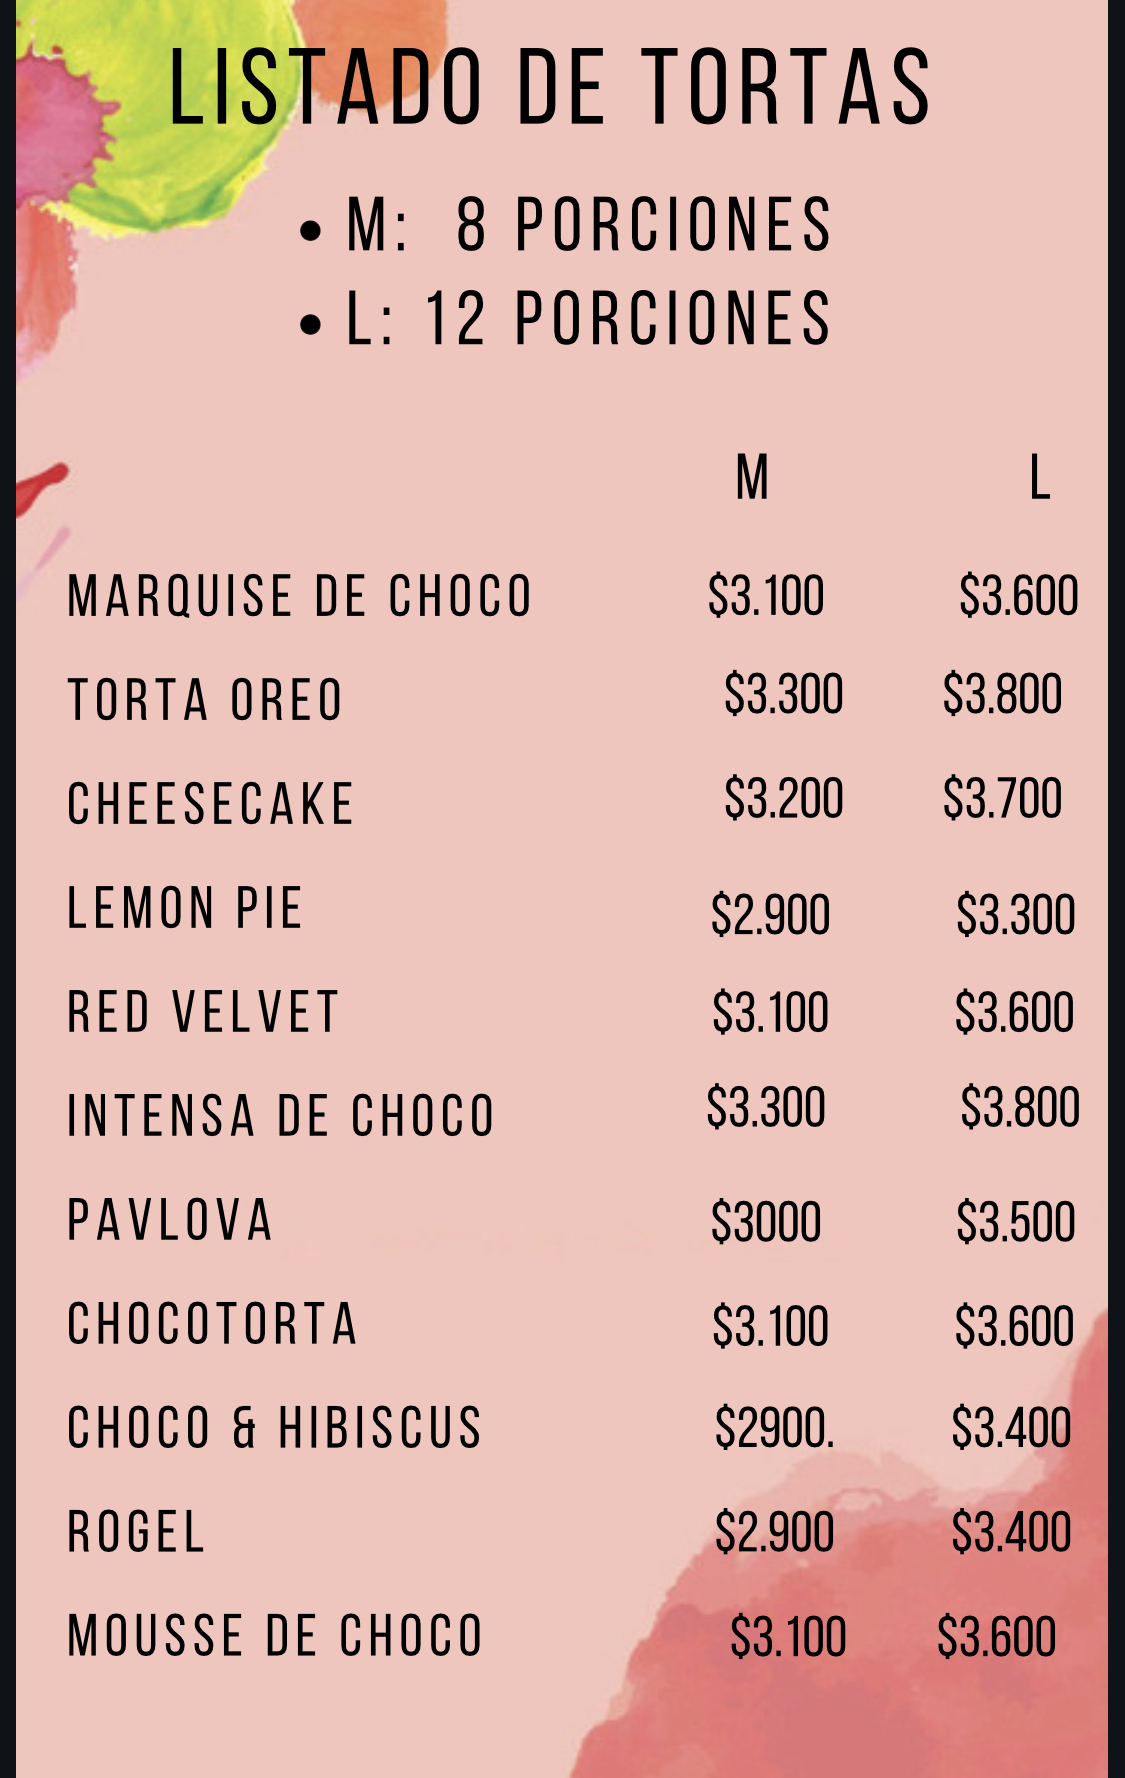 LISTADO DE TORTAS
• M: 8 PORCIONES
• L: 12 PORCIONES
M L
MARQUISE DE CHOCO $3.100 $3.600
TORTA OREO $3.300 $3.800
CHEESECAKE $3.200 $3.700
LEMON PIE $2.900 $3.300
RED VELVET $3.100 $3.600
INTENSA DE CHOCO $3.300 $3.800
PAVLOVA $3000 $3.500
CHOCOTORTA $3.100 $3.600
CHOCO & HIBISCUS $2900. $3.400
ROGEL $2.900 $3.400
MOUSSE DE CHOCO $3.100 $3.600